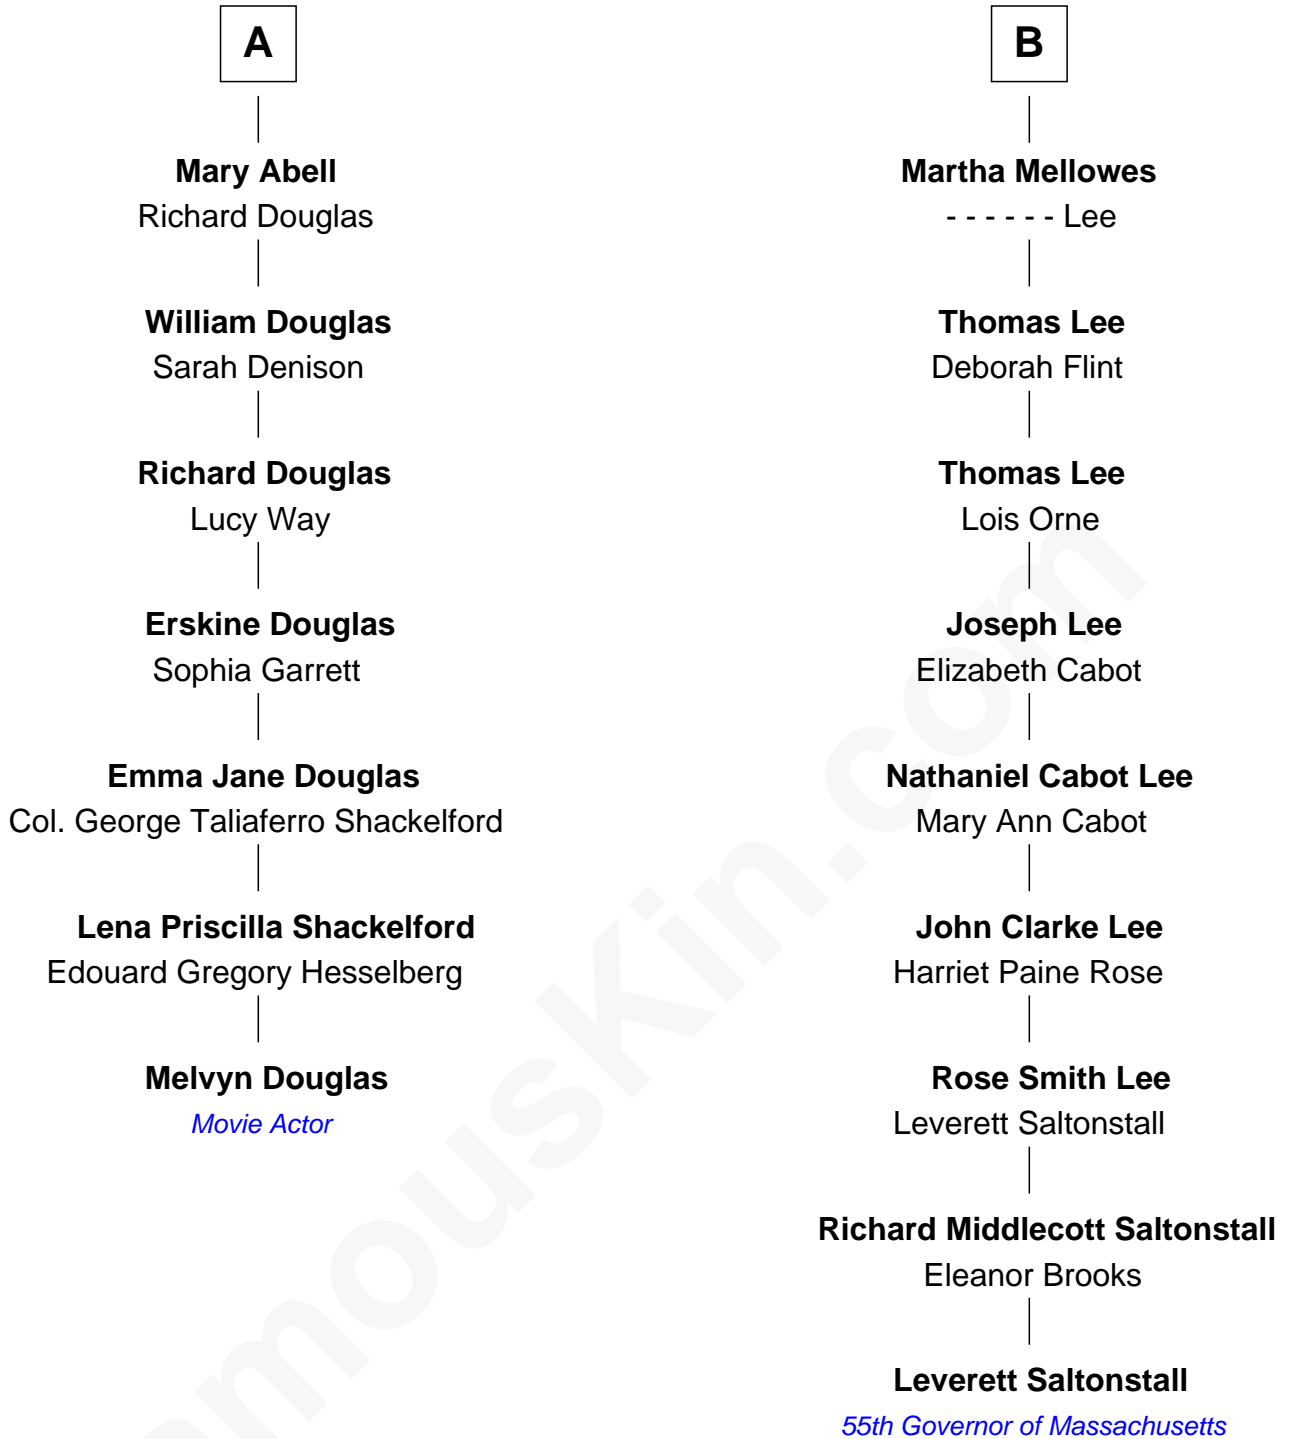 A
Mary Abell
Richard Douglas
William Douglas
Sarah Denison
Richard Douglas
Lucy Way
Erskine Douglas
Sophia Garrett
Emma Jane Douglas
Col. George Taliaferro Shackelford
Lena Priscilla Shackelford
Edouard Gregory Hesselberg
Melvyn Douglas
Movie Actor
B
Martha Mellowes
- - - - - - Lee
Thomas Lee
Deborah Flint
Thomas Lee
Lois Orne
Joseph Lee
Elizabeth Cabot
Nathaniel Cabot Lee
Mary Ann Cabot
John Clarke Lee
Harriet Paine Rose
Rose Smith Lee
Leverett Saltonstall
Richard Middlecott Saltonstall
Eleanor Brooks
Leverett Saltonstall
55th Governor of Massachusetts
amouskin.com